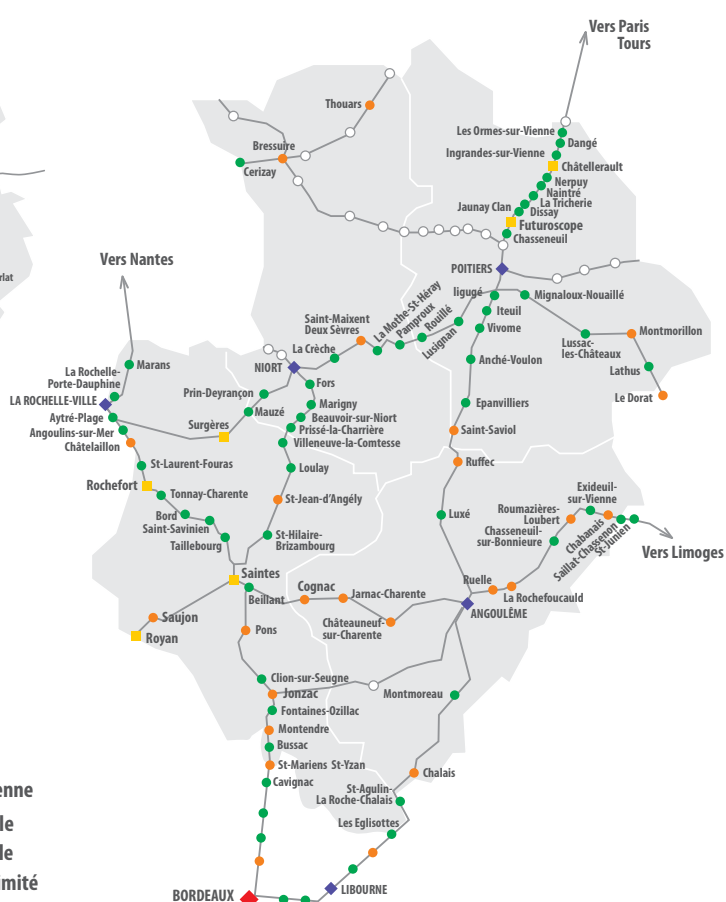 Vers Paris
Tours
Thouars
Les Ormes-sur-Vienne
Dangé
Bressuire
Ingrandes-sur-Vienne
Châtellerault
Cerizay
Nerpuy
Naintré
La Tricherie
Jaunay Clan
Dissay
Futuroscope
Chasseneuil
Vers Nantes
POITIERS
rlat
ligugé
Mignaloux-Nouaillé
La Mothe-St-Héray
Pamproux
Rouillé
Lusignan
Iteuil
Saint-Maixent
Deux Sèvres
Vivome
Montmorillon
La Crèche
Lussac-
les-Châteaux
Marans
Anché-Voulon
La Rochelle-
Porte-Dauphine
NIORT
Lathus
Fors
Prin-Deyrançon
LA ROCHELLE-VILLE
Marigny
Epanvilliers
Le Dorat
Mauzé
Aytré-Plage
Beauvoir-sur-Niort
Surgères
Prissé-la-Charrière
Saint-Saviol
Angoulins-sur-Mer
Villeneuve-la-Comtesse
Châtelaillon
St-Laurent-Fouras
Loulay
Ruffec
Rochefort
Exideuil-
sur-Vienne
Tonnay-Charente
St-Jean-d'Angély
Roumazières-
Loubert
Bord
Luxé
Saint-Savinien
Chasseneuil-
sur-Bonnieure
Chabanais
Saillat-Chassenon
St-Junien
Taillebourg
St-Hilaire-
Brizambourg
Vers Limoges
Saintes
Ruelle
Cognac
Beillant
Jarnac-Charente
La Rochefoucauld
ANGOULÊME
Saujon
Châteauneuf-
sur-Charente
Pons
Royan
Clion-sur-Seugne
Jonzac
Montmoreau
Fontaines-Ozillac
Montendre
Bussac
St-Mariens St-Yzan
Chalais
Cavignac
St-Agulin-
La Roche-Chalais
enne
Les Eglisottes
le
le
imité
LIBOURNE
BORDEAUX